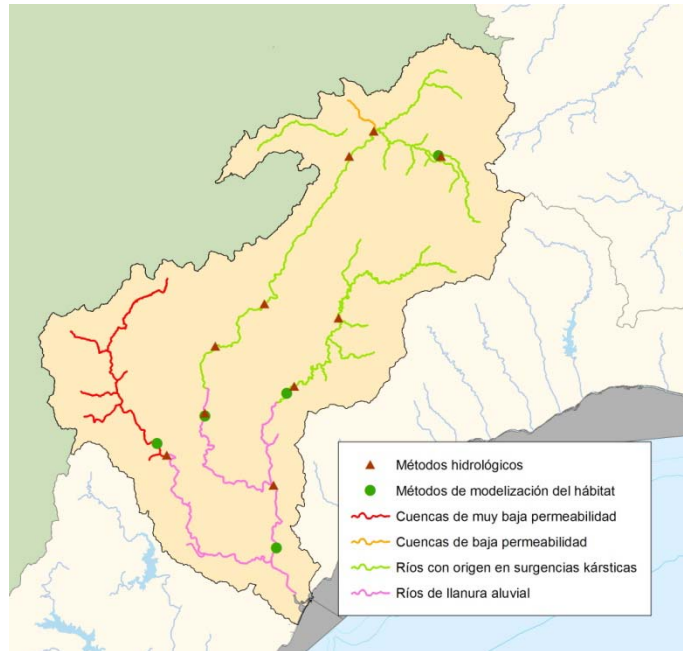 Métodos hidrológicos
Métodos de modelización del hábitat
Cuencas de muy baja permeabilidad
Cuencas de baja permeabilidad
Ríos con origen en surgencias kársticas
Ríos de llanura aluvial